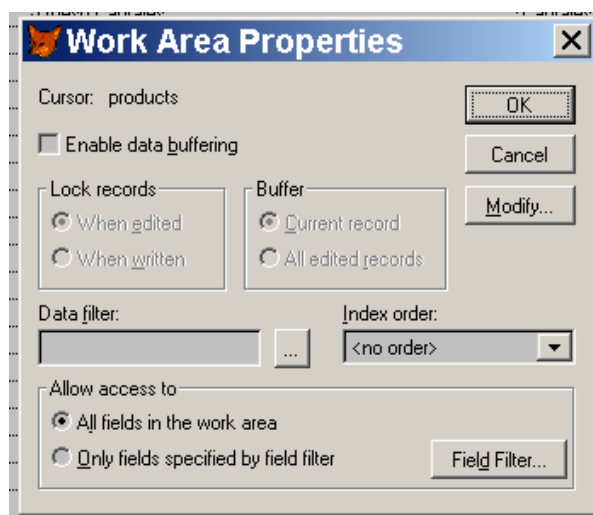 Work Area Properties
Cursor: products
OK
Enable data buffering
Cancel
Lock records
Buffer
Modify...
When edited
Current record
When written
All edited records
Data filter:
Index order:
...
<no order>
Allow access to
All fields in the work area
Only fields specified by field filter
Field Filter...